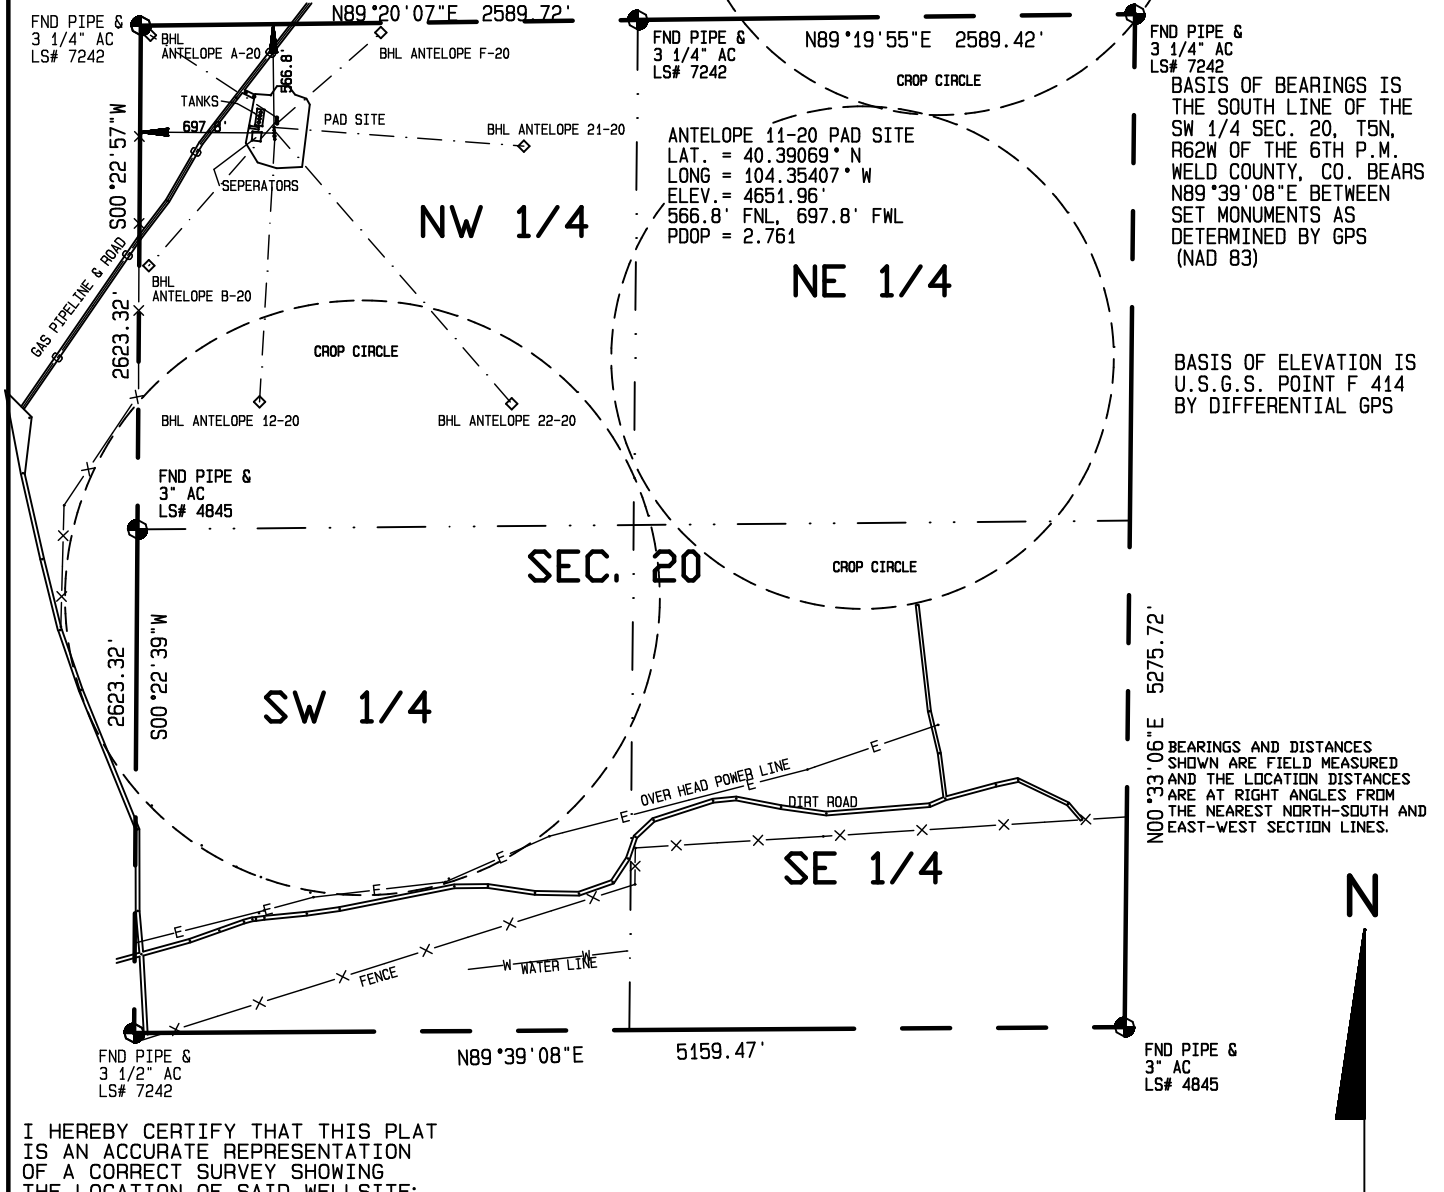 N89°20'07"E 2589.72'
FND PIPE &
3 1/4" AC
LS# 7242
BHL
ANTELOPE A-20
BHL ANTELOPE F-20
566.8'
FND PIPE &
3 1/4" AC
LS# 7242
N89°19'55"E 2589.42'
CROP CIRCLE
FND PIPE &
3 1/4" AC
LS# 7242
BASIS OF BEARINGS IS
THE SOUTH LINE OF THE
SW 1/4 SEC. 20, T5N,
R62W OF THE 6TH P.M.
WELD COUNTY, CO. BEARS
N89°39'08"E BETWEEN
SET MONUMENTS AS
DETERMINED BY GPS
(NAD 83)
TANKS
697.8'
PAD SITE
BHL ANTELOPE 21-20
SEPERATORS
S00°22'57"W
2623.32'
ANTELOPE 11-20 PAD SITE
LAT. = 40.39069° N
LONG = 104.35407° W
ELEV.= 4651.96'
566.8' FNL, 697.8' FWL
PDOP = 2.761
NW 1/4
NE 1/4
GAS PIPELINE & ROAD
BHL
ANTELOPE B-20
CROP CIRCLE
BASIS OF ELEVATION IS
U.S.G.S. POINT F 414
BY DIFFERENTIAL GPS
BHL ANTELOPE 12-20
BHL ANTELOPE 22-20
FND PIPE &
3" AC
LS# 4845
SEC. 20
CROP CIRCLE
2623.32'
S00°22'39"W
SW 1/4
N00°33'06"E 5275.72'
BEARINGS AND DISTANCES
SHOWN ARE FIELD MEASURED
AND THE LOCATION DISTANCES
ARE AT RIGHT ANGLES FROM
THE NEAREST NORTH-SOUTH AND
EAST-WEST SECTION LINES.
OVER HEAD POWER LINE
E
E
E
E
E
E
E
DIRT ROAD
SE 1/4
N
FENCE
W WATER LINE W
N89°39'08"E 5159.47'
FND PIPE &
3 1/2" AC
LS# 7242
FND PIPE &
3" AC
LS# 4845
I HEREBY CERTIFY THAT THIS PLAT
IS AN ACCURATE REPRESENTATION
OF A CORRECT SURVEY SHOWING
THE LOCATION OF SAID WELLSITE: